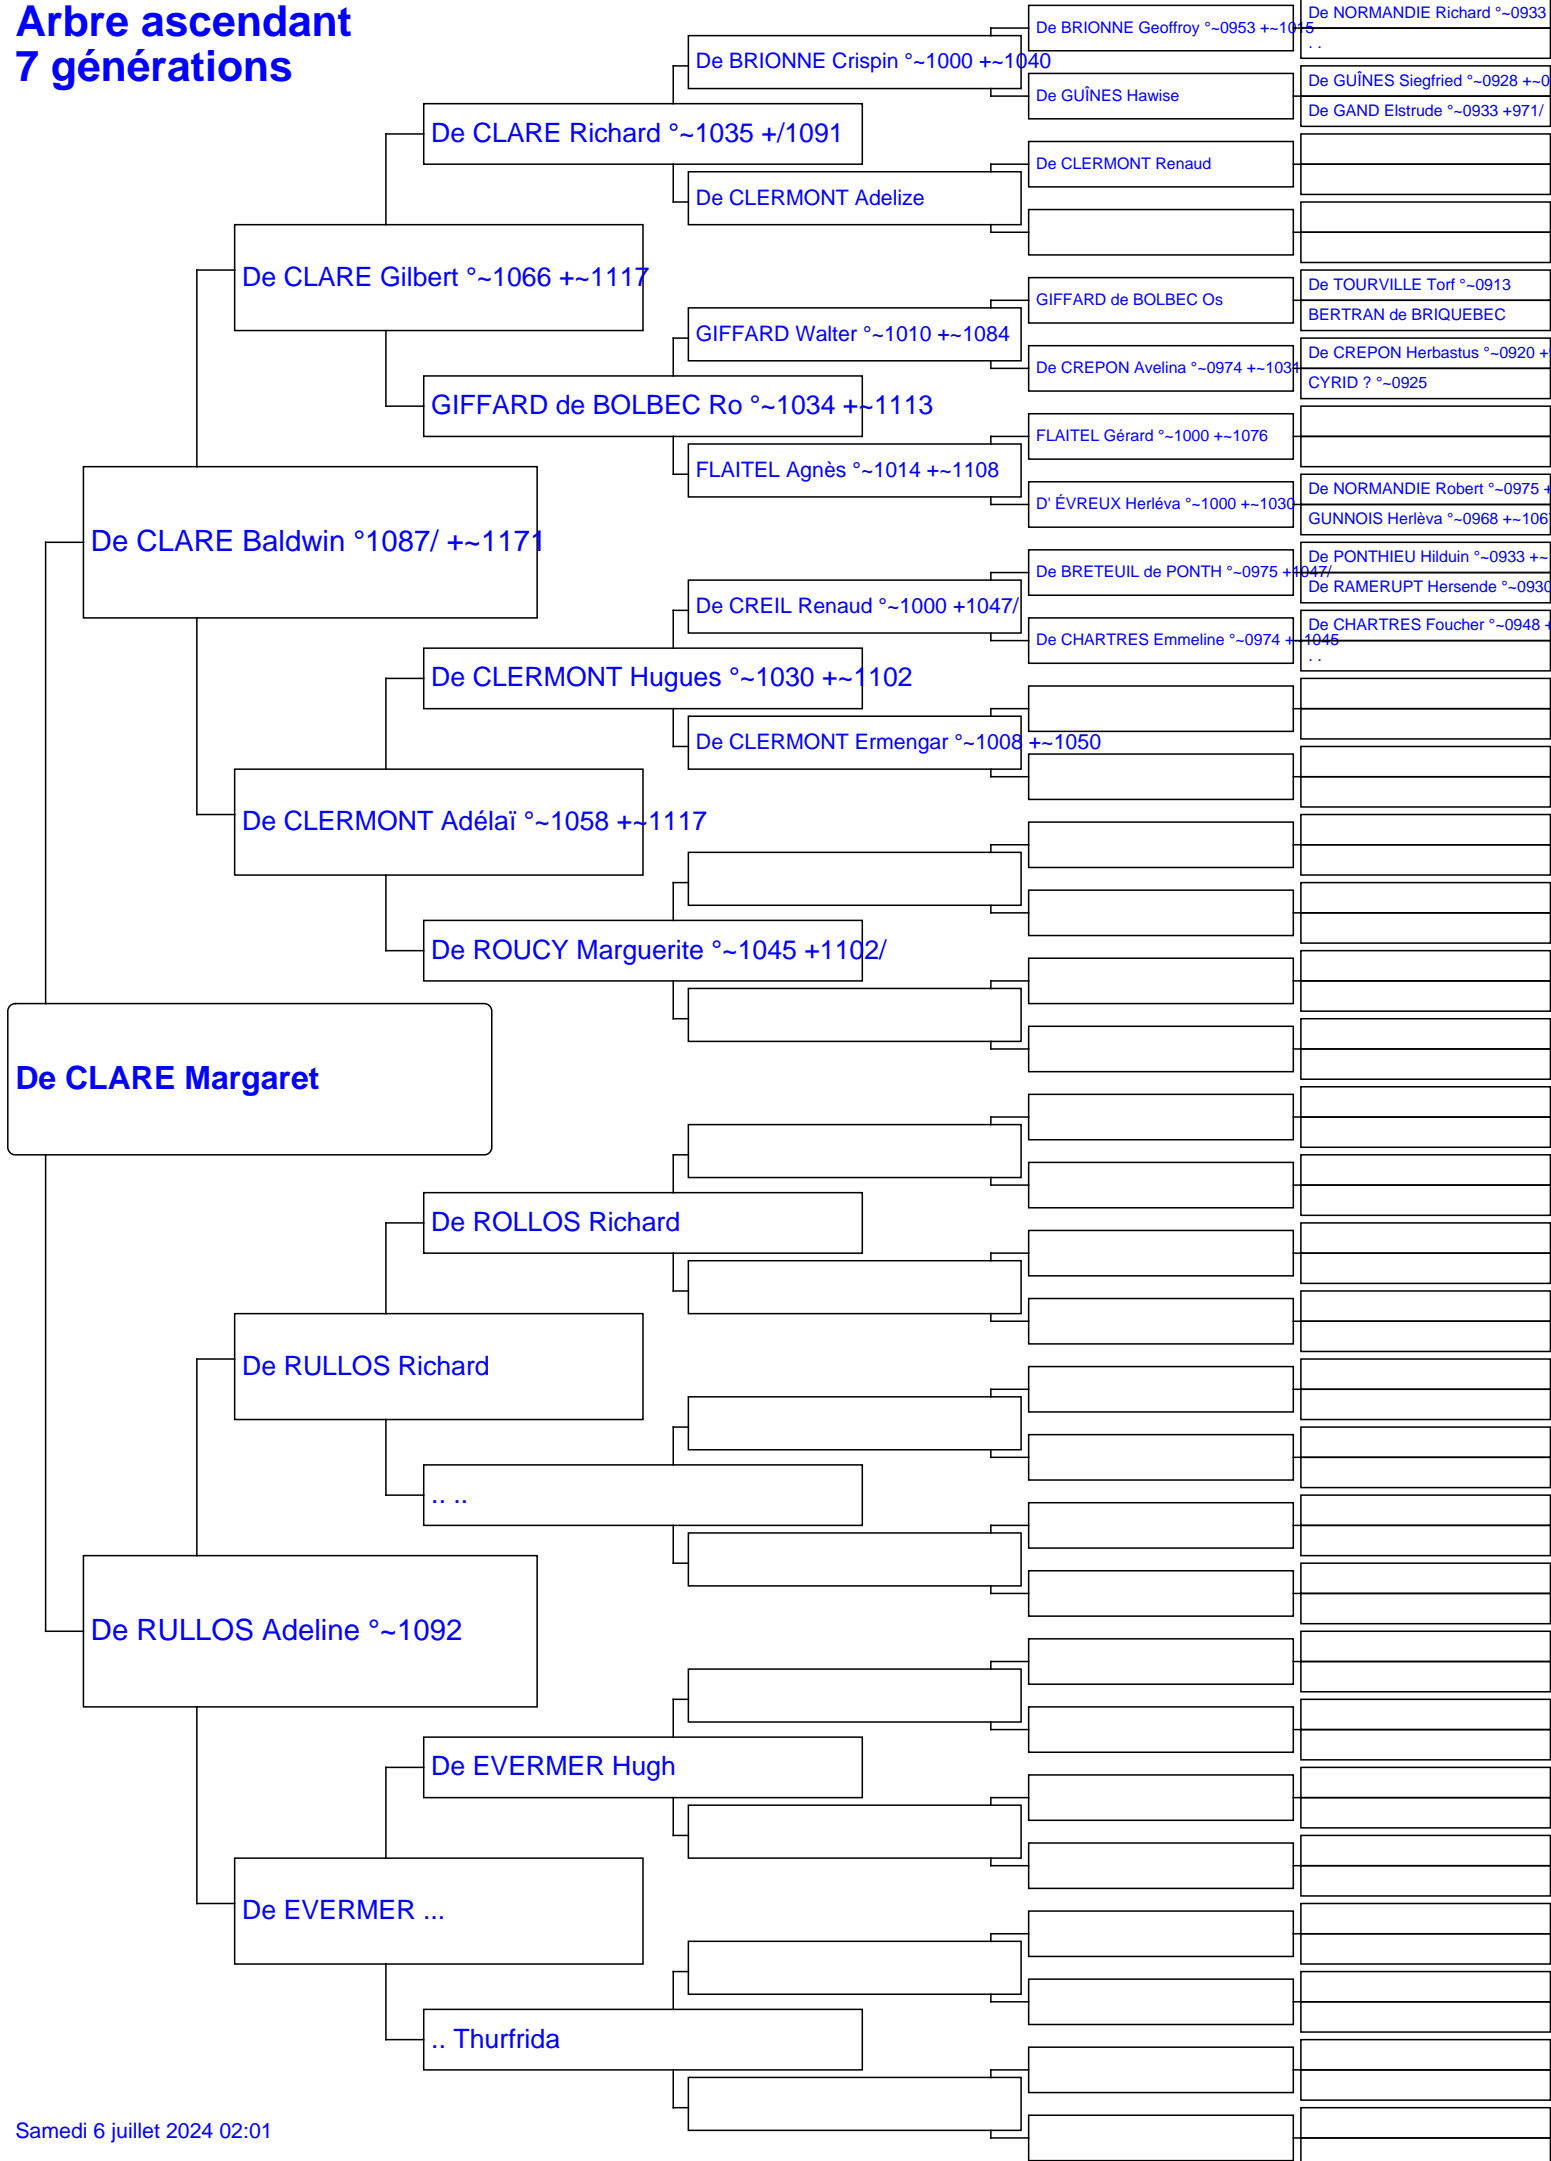 Arbre ascendant
7 générations
De NORMANDIE Richard °~0933
De BRIONNE Geoffroy °~0953 +~1015
. .
De BRIONNE Crispin °~1000 +~1040
De GUÎNES Siegfried °~0928 +~0
De GUÎNES Hawise
De GAND Elstrude °~0933 +971/
De CLARE Richard °~1035 +/1091
De CLERMONT Renaud
De CLERMONT Adelize
De CLARE Gilbert °~1066 +~1117
De TOURVILLE Torf °~0913
GIFFARD de BOLBEC Os
BERTRAN de BRIQUEBEC
GIFFARD Walter °~1010 +~1084
De CREPON Herbastus °~0920 +
De CREPON Avelina °~0974 +~1031
CYRID ? °~0925
GIFFARD de BOLBEC Ro °~1034 +~1113
FLAITEL Gérard °~1000 +~1076
FLAITEL Agnès °~1014 +~1108
De NORMANDIE Robert °~0975 +
D' ÉVREUX Herléva °~1000 +~1030
GUNNOIS Herlèva °~0968 +~106
De CLARE Baldwin °1087/ +~1171
De PONTHIEU Hilduin °~0933 +~
De BRETEUIL de PONTH °~0975 +1047/
De RAMERUPT Hersende °~0930
De CREIL Renaud °~1000 +1047/
De CHARTRES Foucher °~0948 +
De CHARTRES Emmeline °~0974 +~1045
. .
De CLERMONT Hugues °~1030 +~1102
De CLERMONT Ermengar °~1008 +~1050
De CLERMONT Adélaï °~1058 +~1117
De ROUCY Marguerite °~1045 +1102/
De CLARE Margaret
De ROLLOS Richard
De RULLOS Richard
.. ..
De RULLOS Adeline °~1092
De EVERMER Hugh
De EVERMER ...
.. Thurfrida
Samedi 6 juillet 2024 02:01